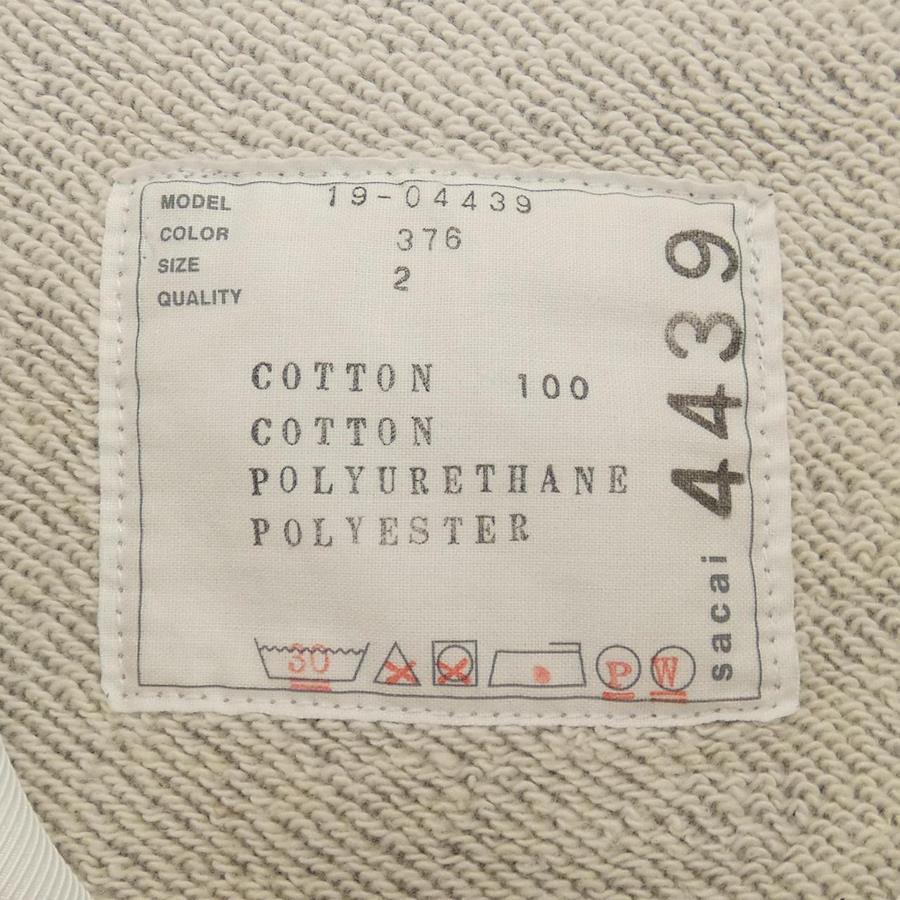 MODEL 19-04439
COLOR 376
SIZE 2
QUALITY
COTTON 100
COTTON
POLYURETHANE
POLYESTER
30
P W
sacai 4439